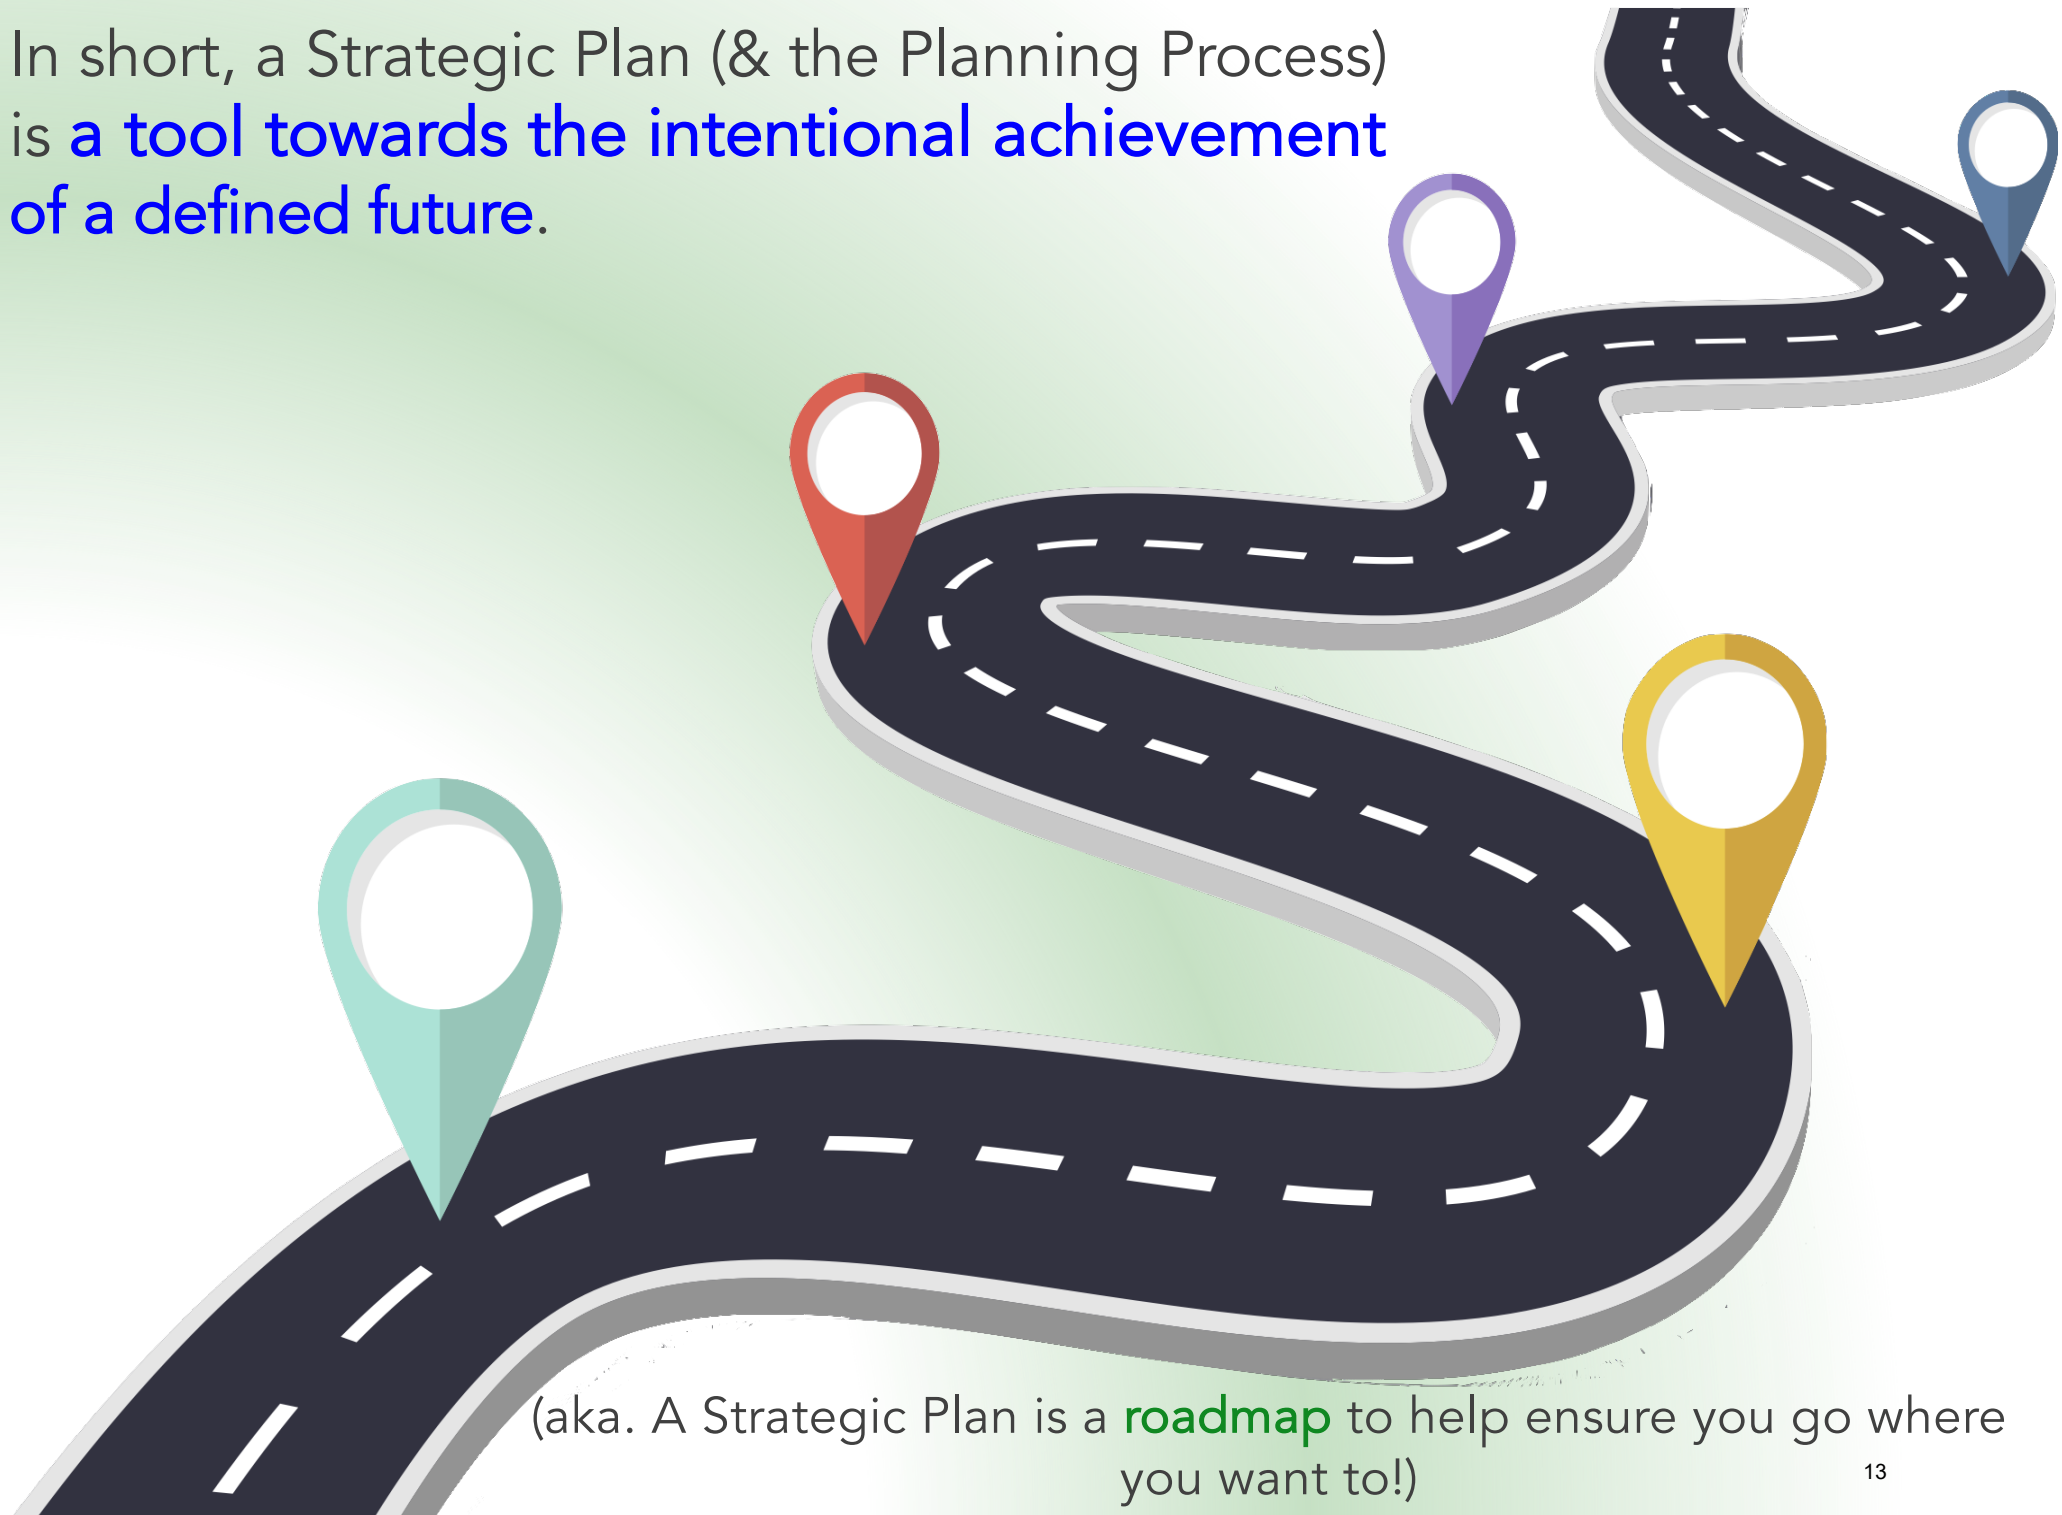 In short, a Strategic Plan (& the Planning Process)
is a tool towards the intentional achievement
of a defined future.
(aka. A Strategic Plan is a roadmap to help ensure you go where
you want to!)
13